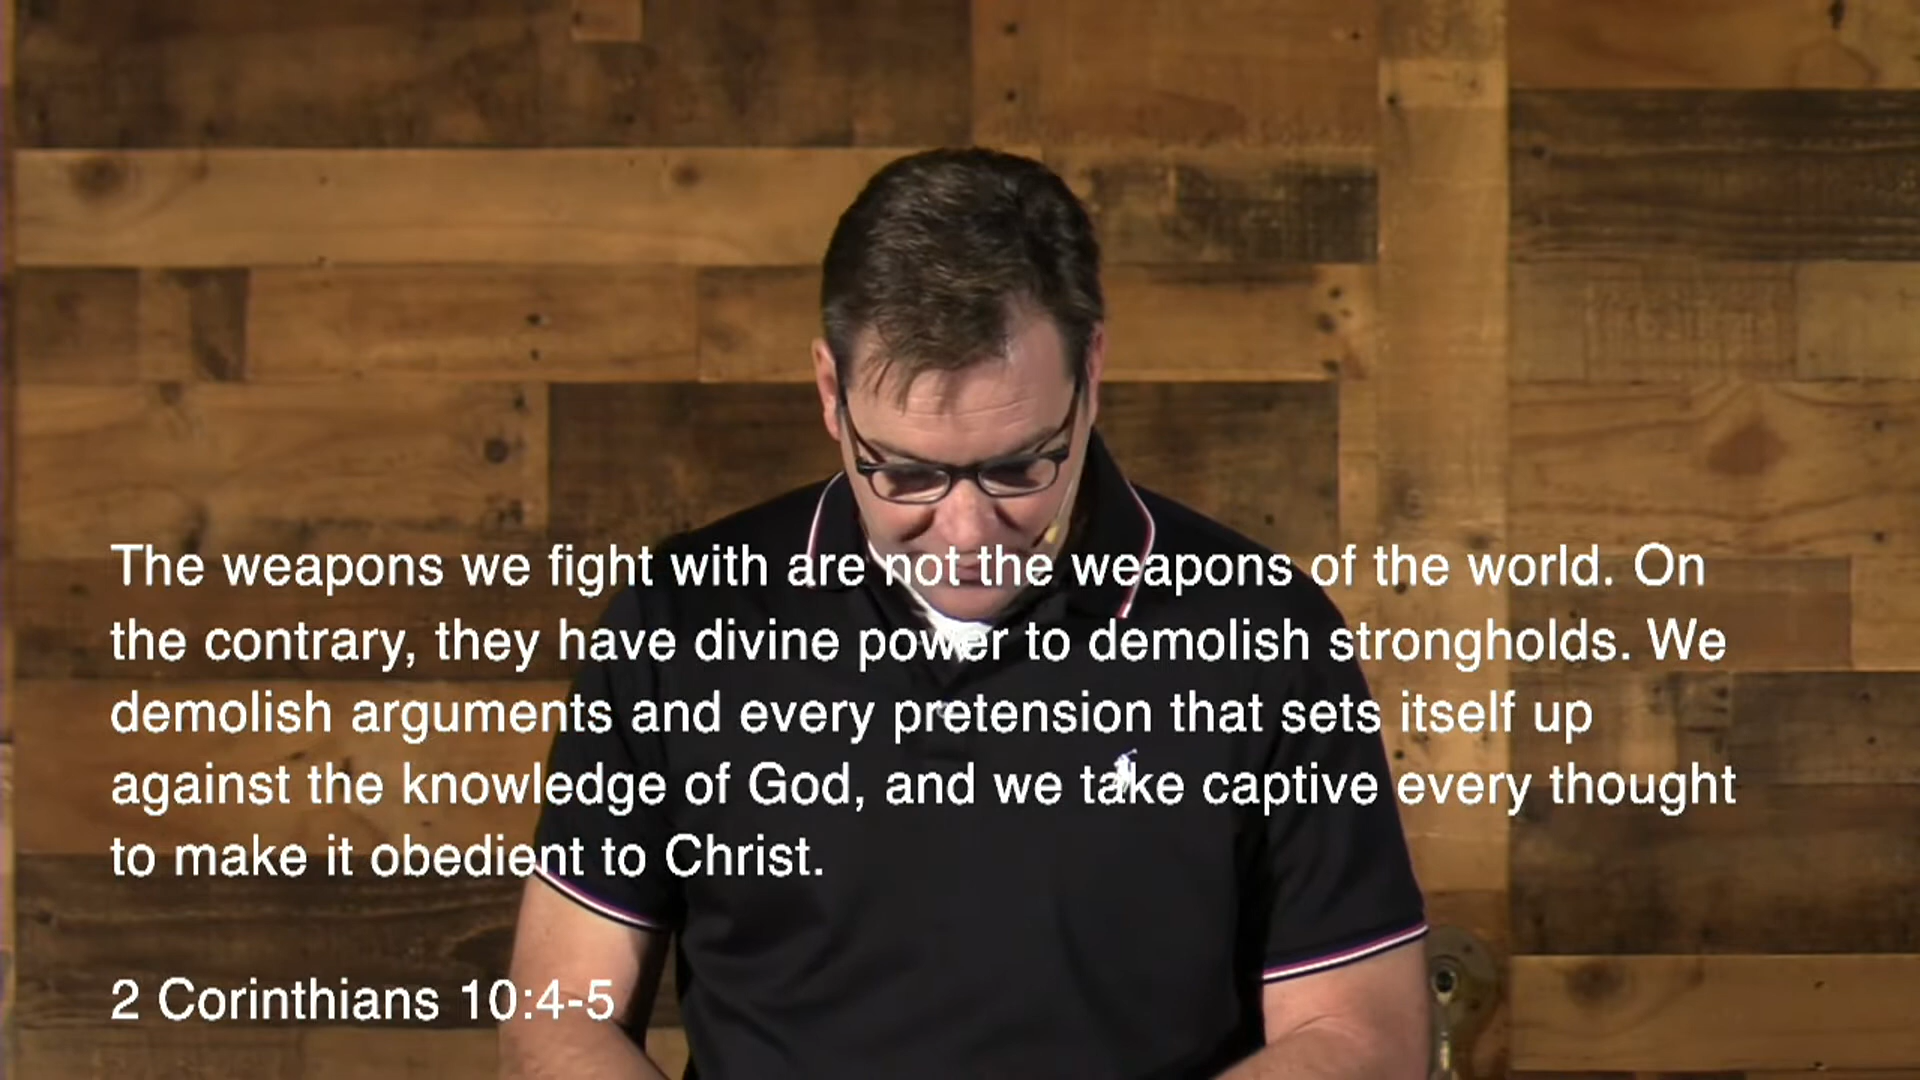 The weapons we fight with are not the weapons of the world. On
the contrary, they have divine power to demolish strongholds. We
demolish arguments and every pretension that sets itself up
against the knowledge of God, and we take captive every thought
to make it obedient to Christ.
2 Corinthians 10:4-5